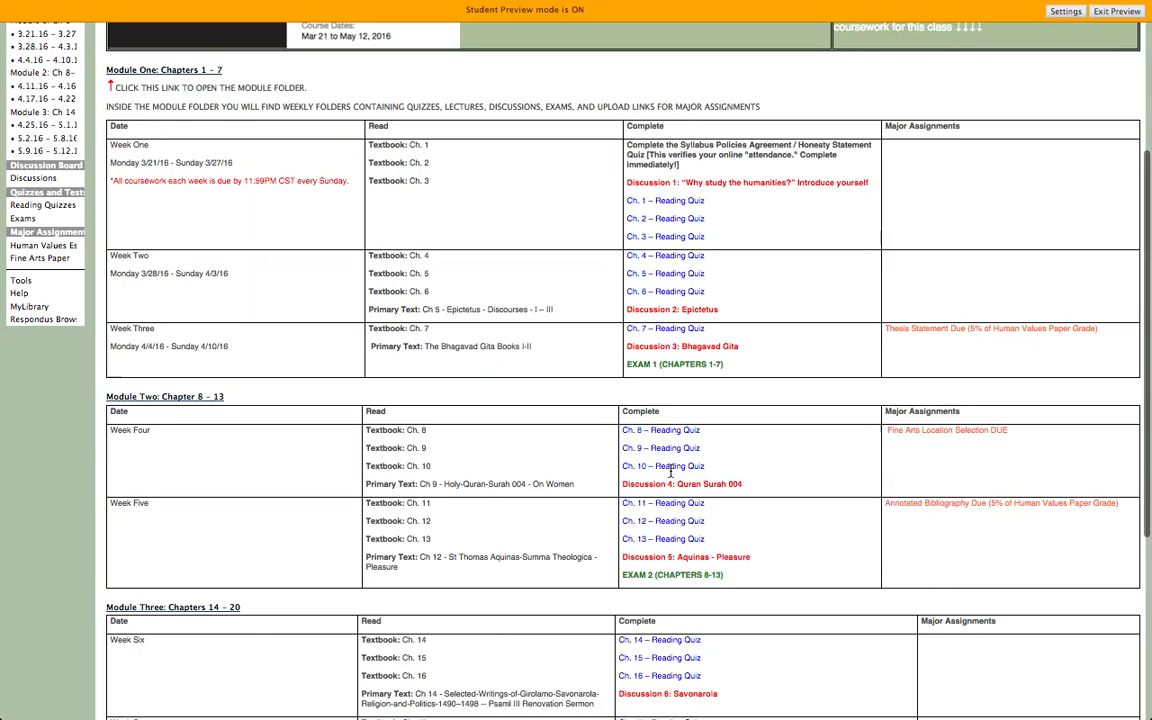 Student Preview mode is ON
Settings
Exit Preview
• 3.21.16 - 3.27
• 3.28.16 - 4.3.1
• 4.4.16 - 4.10.1
Module 2: Ch 8-
• 4.11.16 - 4.16
• 4.17.16 - 4.22
Module 3: Ch 14
• 4.25.16 - 5.1.1
• 5.2.16 - 5.8.16
• 5.9.16 - 5.12.1
Discussion Board
Discussions
Quizzes and Tests
Reading Quizzes
Exams
Major Assignment
Human Values Es
Fine Arts Paper
Tools
Help
MyLibrary
Respondus Brow
Course Dates:
Mar 21 to May 12, 2016
coursework for this class ↓↓↓↓
Module One: Chapters 1 - 7
↑CLICK THIS LINK TO OPEN THE MODULE FOLDER.
INSIDE THE MODULE FOLDER YOU WILL FIND WEEKLY FOLDERS CONTAINING QUIZZES, LECTURES, DISCUSSIONS, EXAMS, AND UPLOAD LINKS FOR MAJOR ASSIGNMENTS
Date
Read
Complete
Major Assignments
Week One
Monday 3/21/16 - Sunday 3/27/16
*All coursework each week is due by 11:59PM CST every Sunday.
Textbook: Ch. 1
Textbook: Ch. 2
Textbook: Ch. 3
Complete the Syllabus Policies Agreement / Honesty Statement
Quiz [This verifies your online "attendance." Complete
immediately!]
Discussion 1: "Why study the humanities?" Introduce yourself
Ch. 1 – Reading Quiz
Ch. 2 – Reading Quiz
Ch. 3 – Reading Quiz
Week Two
Monday 3/28/16 - Sunday 4/3/16
Textbook: Ch. 4
Textbook: Ch. 5
Textbook: Ch. 6
Primary Text: Ch 5 - Epictetus - Discourses - I – III
Ch. 4 – Reading Quiz
Ch. 5 – Reading Quiz
Ch. 6 – Reading Quiz
Discussion 2: Epictetus
Week Three
Monday 4/4/16 - Sunday 4/10/16
Textbook: Ch. 7
Primary Text: The Bhagavad Gita Books I-II
Ch. 7 – Reading Quiz
Discussion 3: Bhagavad Gita
EXAM 1 (CHAPTERS 1-7)
Thesis Statement Due (5% of Human Values Paper Grade)
Module Two: Chapter 8 - 13
Date
Read
Complete
Major Assignments
Week Four
Textbook: Ch. 8
Textbook: Ch. 9
Textbook: Ch. 10
Primary Text: Ch 9 - Holy-Quran-Surah 004 - On Women
Ch. 8 – Reading Quiz
Ch. 9 – Reading Quiz
Ch. 10 – Reading Quiz
Discussion 4: Quran Surah 004
Fine Arts Location Selection DUE
Week Five
Textbook: Ch. 11
Textbook: Ch. 12
Textbook: Ch. 13
Primary Text: Ch 12 - St Thomas Aquinas-Summa Theologica -
Pleasure
Ch. 11 – Reading Quiz
Ch. 12 – Reading Quiz
Ch. 13 – Reading Quiz
Discussion 5: Aquinas - Pleasure
EXAM 2 (CHAPTERS 8-13)
Annotated Bibliography Due (5% of Human Values Paper Grade)
Module Three: Chapters 14 - 20
Date
Read
Complete
Major Assignments
Week Six
Textbook: Ch. 14
Textbook: Ch. 15
Textbook: Ch. 16
Primary Text: Ch 14 - Selected-Writings-of-Girolamo-Savonarola-
Religion-and-Politics-1490–1498 -- Psaml III Renovation Sermon
Ch. 14 – Reading Quiz
Ch. 15 – Reading Quiz
Ch. 16 – Reading Quiz
Discussion 6: Savonarola